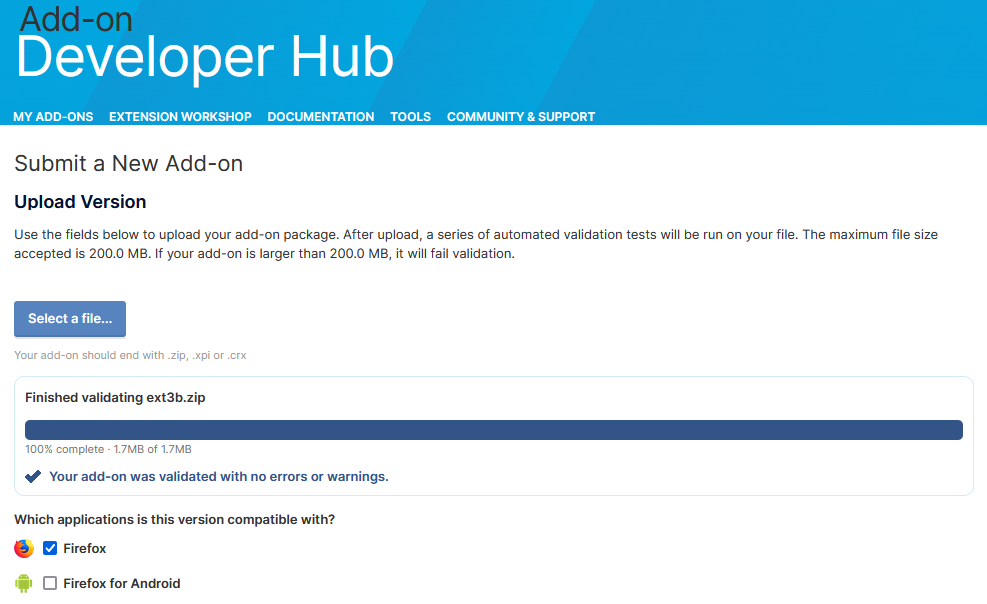 Add-on
Developer Hub
MY ADD-ONS EXTENSION WORKSHOP DOCUMENTATION TOOLS COMMUNITY & SUPPORT
Submit a New Add-on
Upload Version
Use the fields below to upload your add-on package. After upload, a series of automated validation tests will be run on your file. The maximum file size
accepted is 200.0 MB. If your add-on is larger than 200.0 MB, it will fail validation.
Select a file...
Your add-on should end with .zip, .xpi or .crx
Finished validating ext3b.zip
100% complete · 1.7MB of 1.7MB
Your add-on was validated with no errors or warnings.
Which applications is this version compatible with?
Firefox
Firefox for Android